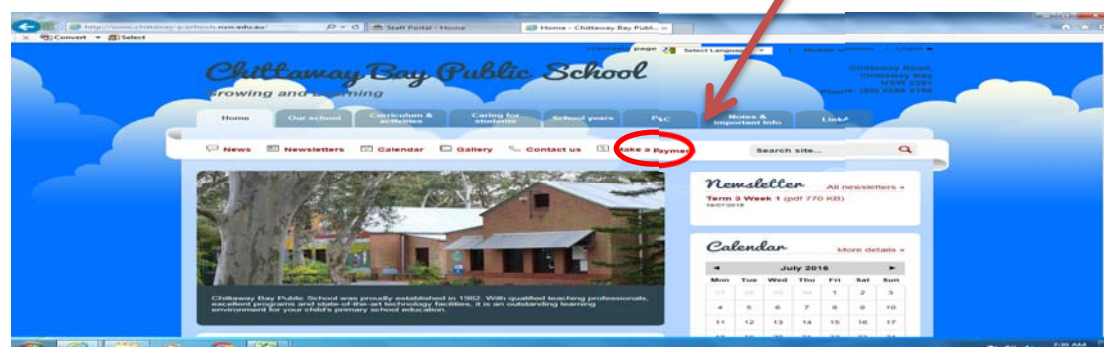 Staff Portal - Home
Home - Chittaway Bay Publ...
Convert Select
page Select Language
Chittaway Bay Public School
Growing and Learning
Home Our school Curriculum & activities Caring for students School years P&C Notes & important info Links
News Newsletters Calendar Gallery Contact us Make a Payment Search site...
Newsletter All newsletters »
Term 3 Week 1 (pdf 770 KB)
Calendar More details »
July 2016
Mon Tue Wed Thu Fri Sat Sun
1 2 3
4 5 6 7 8 9 10
11 12 13 14 15 16 17
Chittaway Bay Public School was proudly established in 1982. With qualified teaching professionals,
excellent programs and state-of-the-art technology facilities, it is an outstanding learning
environment for your child's primary school education.
7:30 AM